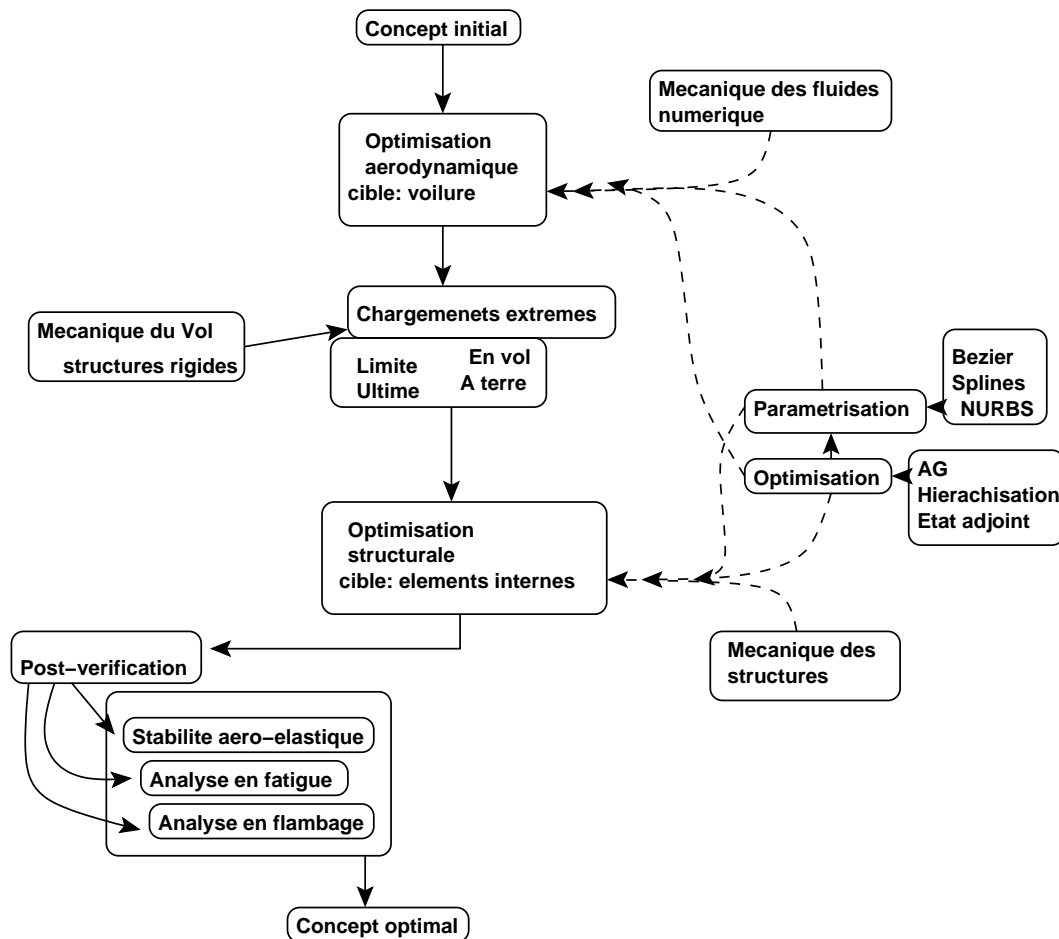 Concept initial
Mecanique des fluides
numerique
Optimisation
aerodynamique
cible: voilure
Chargemenets extremes
Mecanique du Vol
structures rigides
Limite
Ultime
En vol
A terre
Bezier
Splines
NURBS
Parametrisation
Optimisation
AG
Hierachisation
Etat adjoint
Optimisation
structurale
cible: elements internes
Mecanique des
structures
Post−verification
Stabilite aero−elastique
Analyse en fatigue
Analyse en flambage
Concept optimal